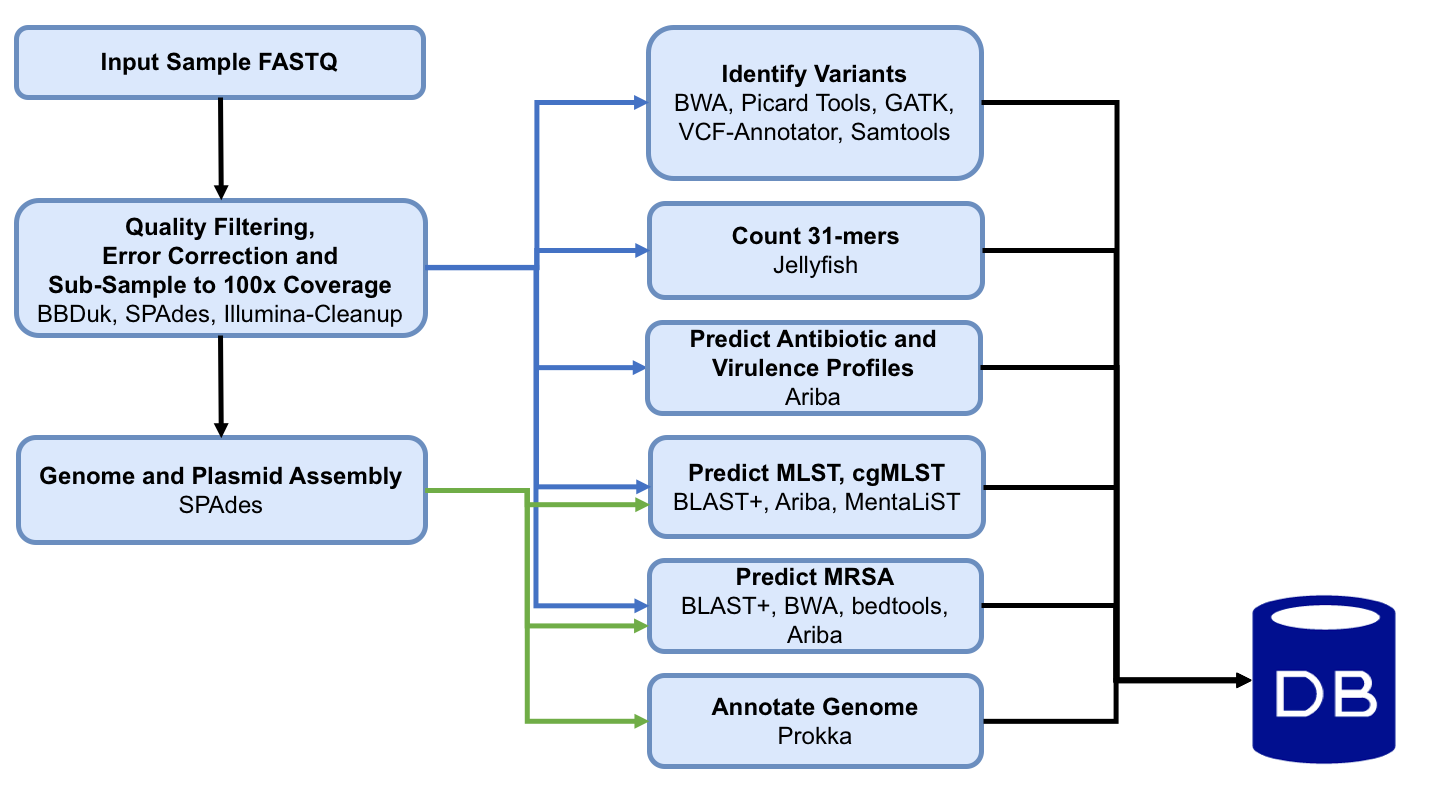 Input Sample FASTQ
Quality Filtering,
Error Correction and
Sub-Sample to 100x Coverage
BBDuk, SPAdes, Illumina-Cleanup
Genome and Plasmid Assembly
SPAdes
Identify Variants
BWA, Picard Tools, GATK,
VCF-Annotator, Samtools
Count 31-mers
Jellyfish
Predict Antibiotic and
Virulence Profiles
Ariba
Predict MLST, cgMLST
BLAST+, Ariba, MentaLiST
Predict MRSA
BLAST+, BWA, bedtools,
Ariba
Annotate Genome
Prokka
DB